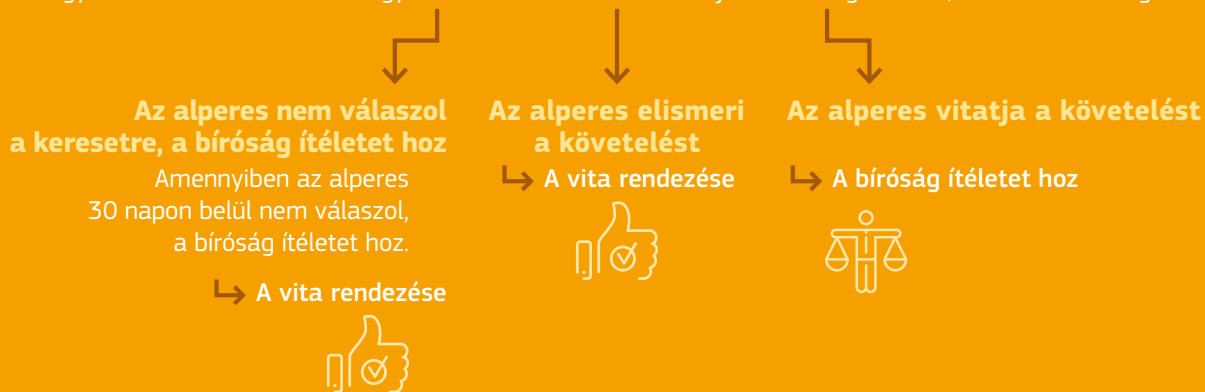 Az alperes nem válaszol
a keresetre, a bíróság ítéletet hoz
Amennyiben az alperes
30 napon belül nem válaszol,
a bíróság ítéletet hoz.
A vita rendezése
Az alperes elismeri
a követelést
A vita rendezése
Az alperes vitatja a követelést
A bíróság ítéletet hoz